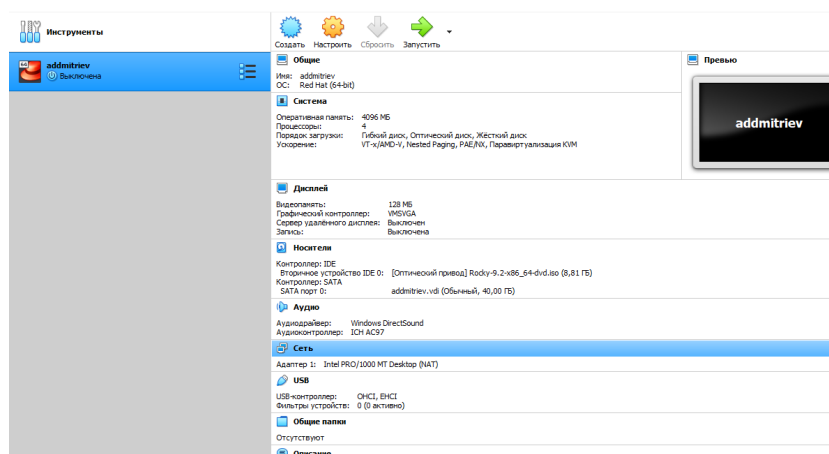 Инструменты
Создать Настроить Сбросить Запустить
64
addmitriev
Выключена
Общие
Имя: addmitriev
ОС: Red Hat (64-bit)
Система
Оперативная память: 4096 МБ
Процессоры: 4
Порядок загрузки: Гибкий диск, Оптический диск, Жёсткий диск
Ускорение: VT-x/AMD-V, Nested Paging, PAE/NX, Паравиртуализация KVM
Превью
addmitriev
Дисплей
Видеопамять: 128 МБ
Графический контроллер: VMSVGA
Сервер удалённого дисплея: Выключен
Запись: Выключена
Носители
Контроллер: IDE
Вторичное устройство IDE 0: [Оптический привод] Rocky-9.2-x86_64-dvd.iso (8,81 ГБ)
Контроллер: SATA
SATA порт 0: addmitriev.vdi (Обычный, 40,00 ГБ)
Аудио
Аудиодрайвер: Windows DirectSound
Аудиоконтроллер: ICH AC97
Сеть
Адаптер 1: Intel PRO/1000 MT Desktop (NAT)
USB
USB-контроллер: OHCI, EHCI
Фильтры устройств: 0 (0 активно)
Общие папки
Отсутствуют
Описание